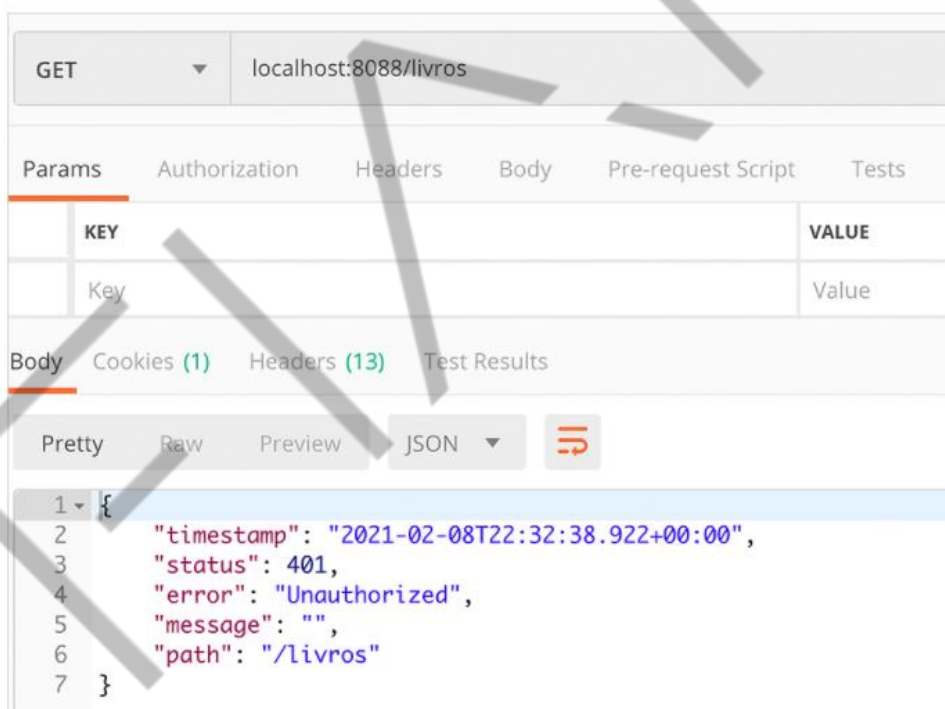 GET localhost:8088/livros
Params Authorization Headers Body Pre-request Script Tests
KEY VALUE
Key Value
Body Cookies (1) Headers (13) Test Results
Pretty Raw Preview JSON
1 {
2 "timestamp": "2021-02-08T22:32:38.922+00:00",
3 "status": 401,
4 "error": "Unauthorized",
5 "message": "",
6 "path": "/livros"
7 }